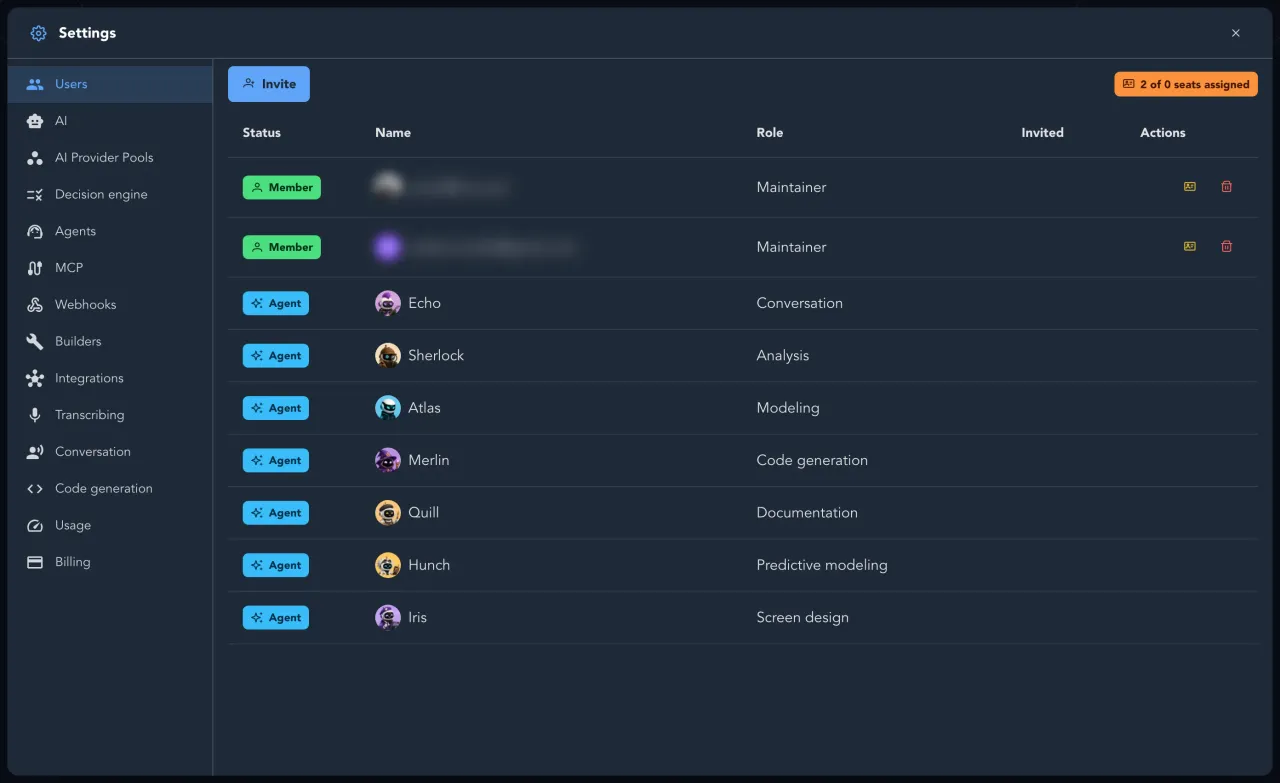 Settings
Users
AI
AI Provider Pools
Decision engine
Agents
MCP
Webhooks
Builders
Integrations
Transcribing
Conversation
Code generation
Usage
Billing
Invite
2 of 0 seats assigned
Status Name Role Invited Actions
Member Maintainer
Member Maintainer
Agent Echo Conversation
Agent Sherlock Analysis
Agent Atlas Modeling
Agent Merlin Code generation
Agent Quill Documentation
Agent Hunch Predictive modeling
Agent Iris Screen design